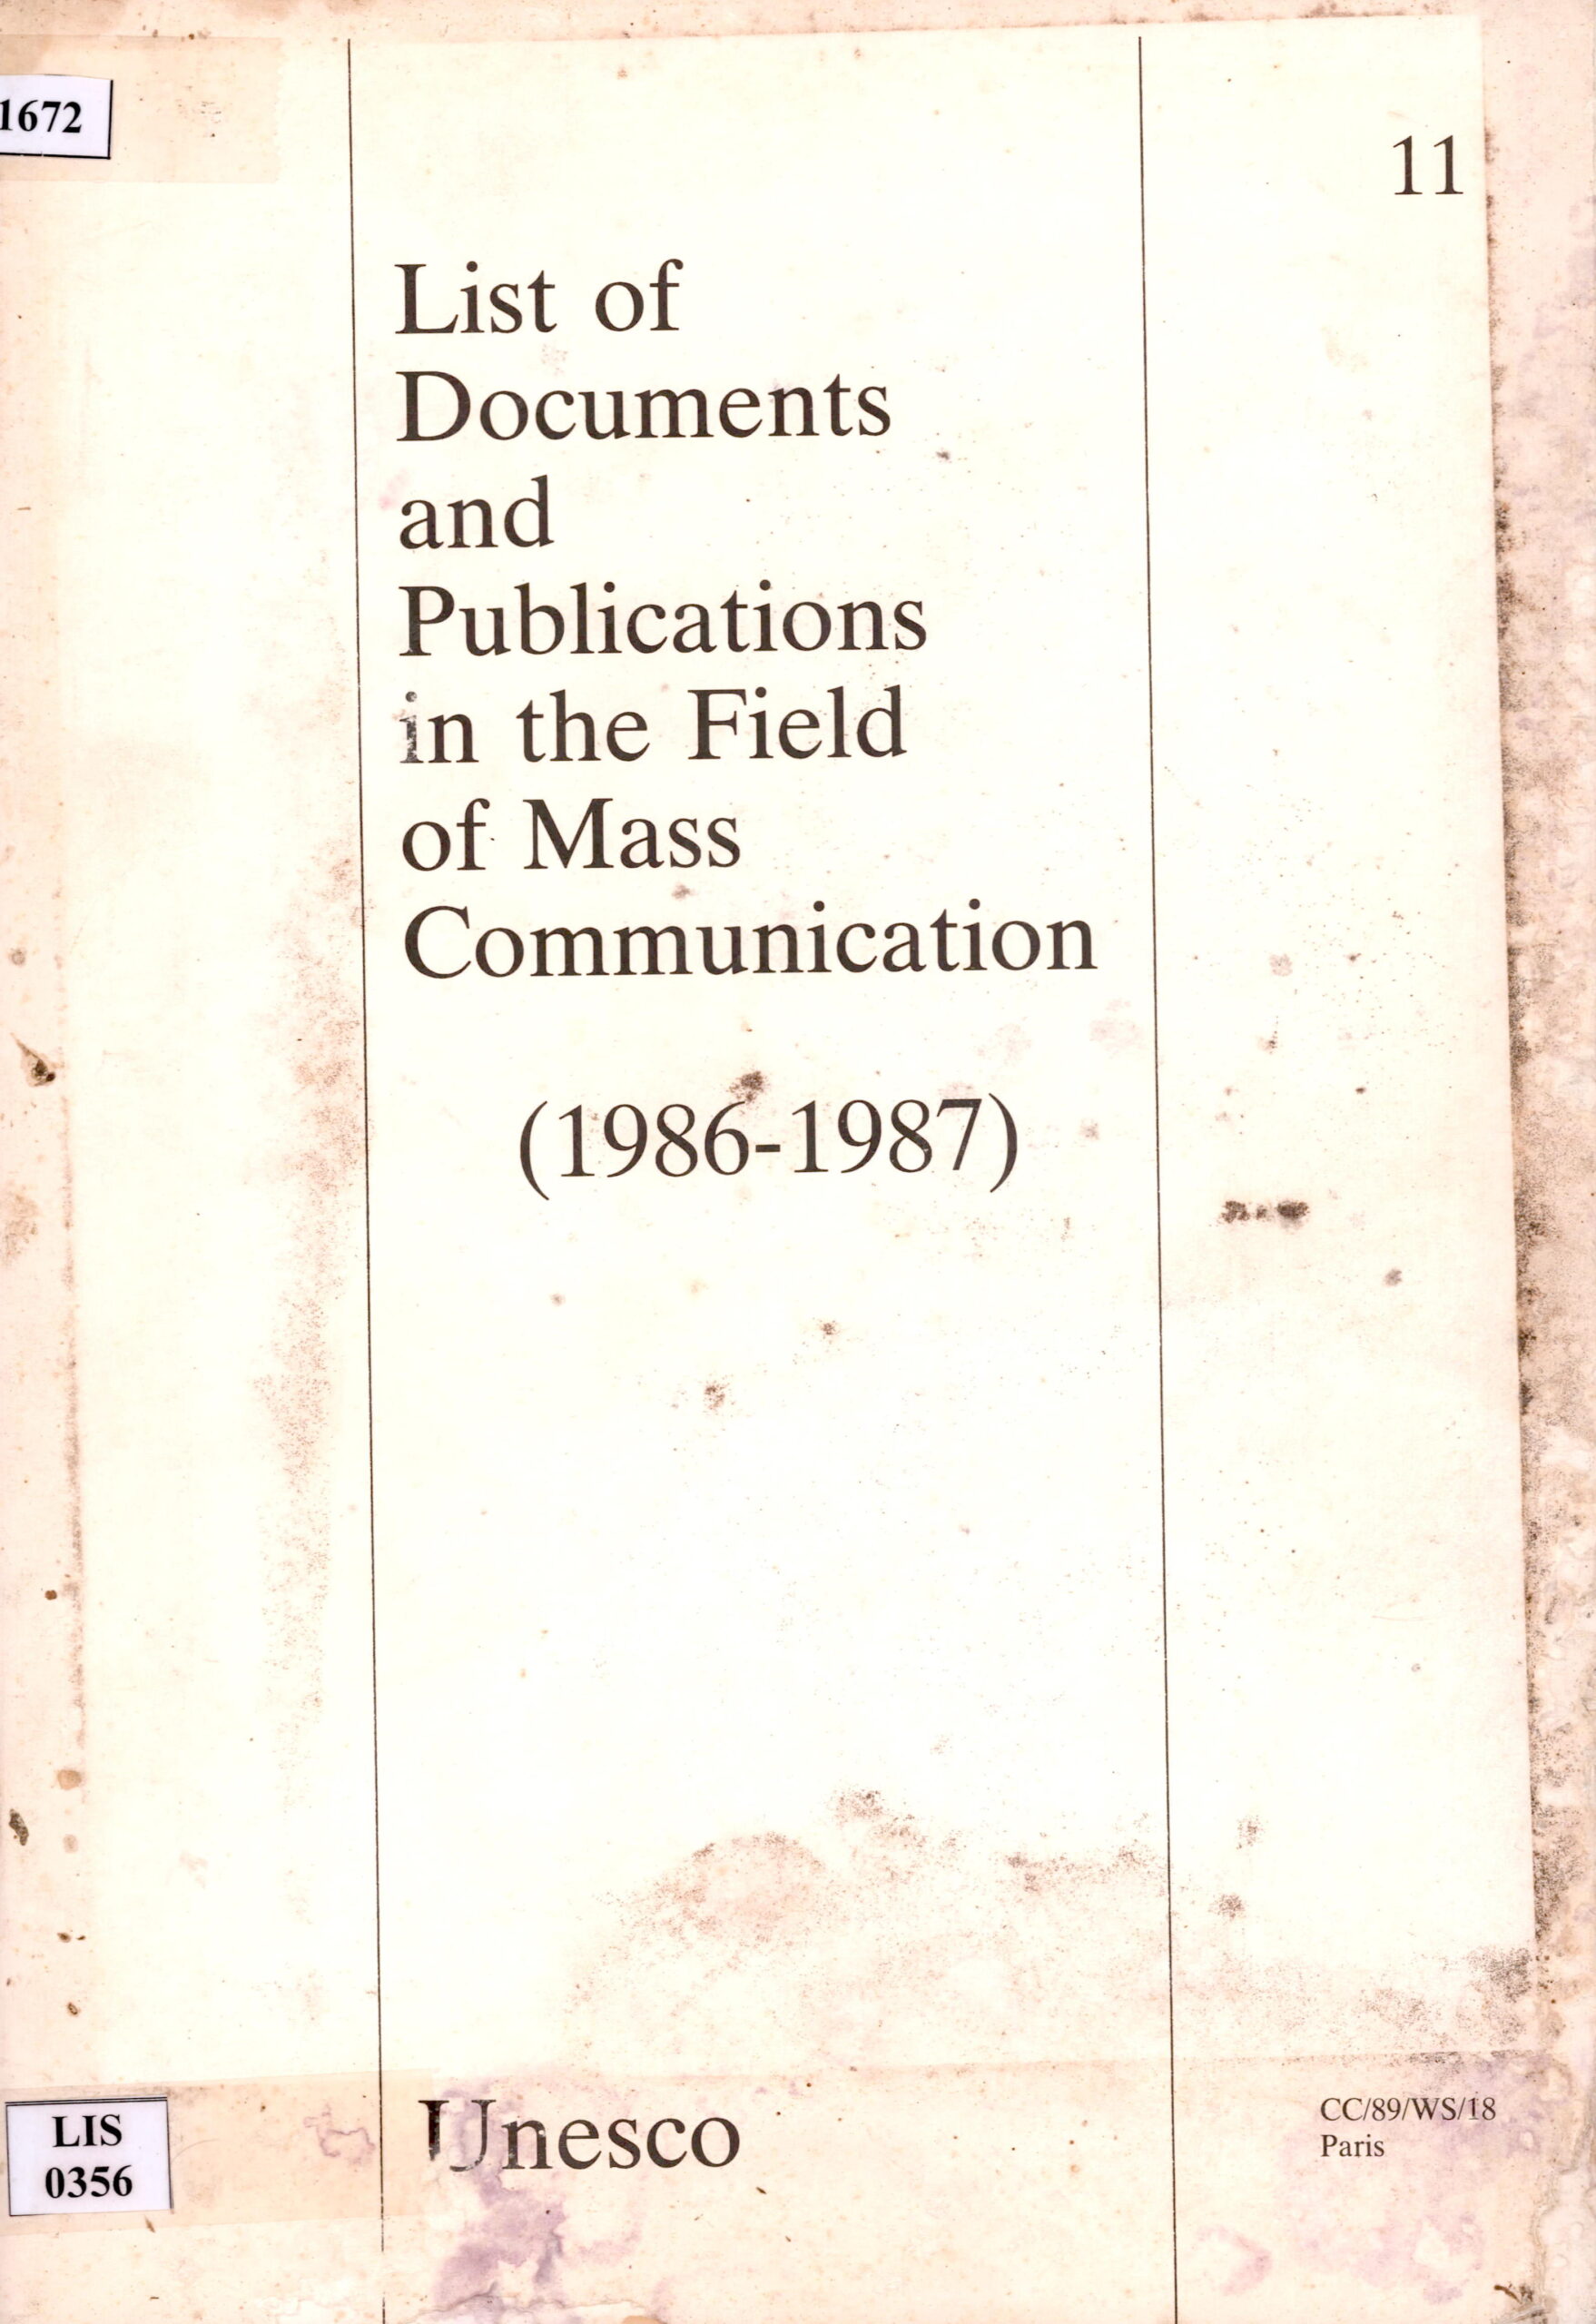 1672
11
List of
Documents
and
Publications
in the Field
of Mass
Communication
(1986-1987)
Unesco
CC/89/WS/18
Paris
LIS
0356